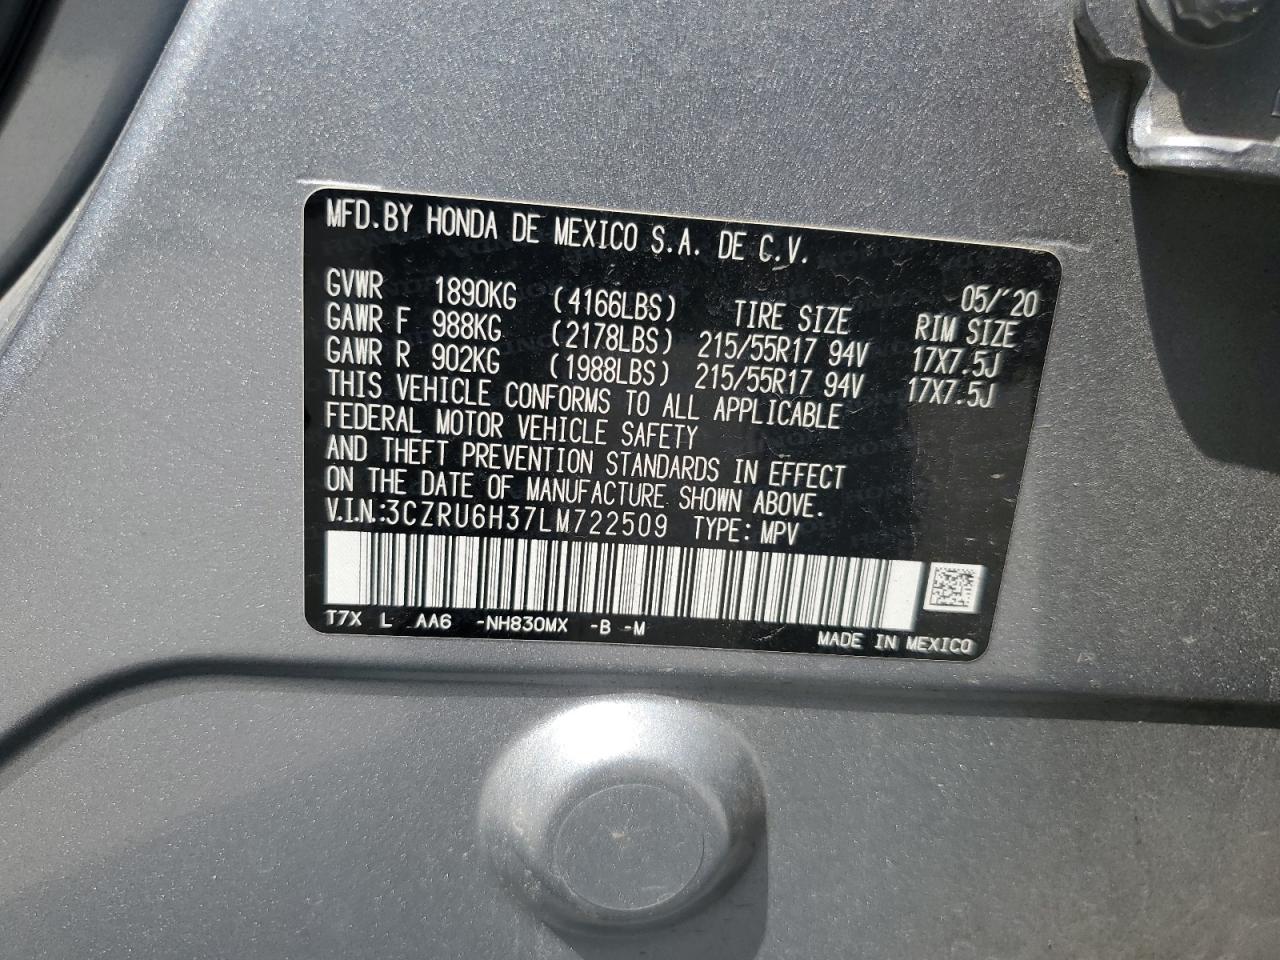 MFD.BY HONDA DE MEXICO S.A. DE C.V.
05/'20
GVWR 1890KG (4166LBS) TIRE SIZE RIM SIZE
GAWR F 988KG (2178LBS) 215/55R17 94V 17X7.5J
GAWR R 902KG (1988LBS) 215/55R17 94V 17X7.5J
THIS VEHICLE CONFORMS TO ALL APPLICABLE
FEDERAL MOTOR VEHICLE SAFETY
AND THEFT PREVENTION STANDARDS IN EFFECT
ON THE DATE OF MANUFACTURE SHOWN ABOVE.
V.I.N.:3CZRU6H37LM722509 TYPE: MPV
T7X L AA6 -NH830MX -B -M
MADE IN MEXICO